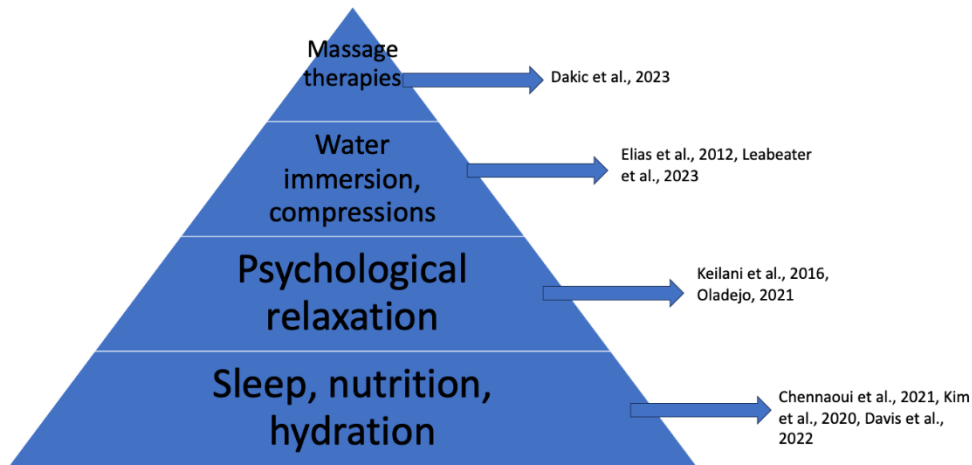 Massage
therapies
Dakic et al., 2023
Water
immersion,
compressions
Elias et al., 2012, Leabeater
et al., 2023
Psychological
relaxation
Keilani et al., 2016,
Oladejo, 2021
Sleep, nutrition,
hydration
Chennaoui et al., 2021, Kim
et al., 2020, Davis et al.,
2022